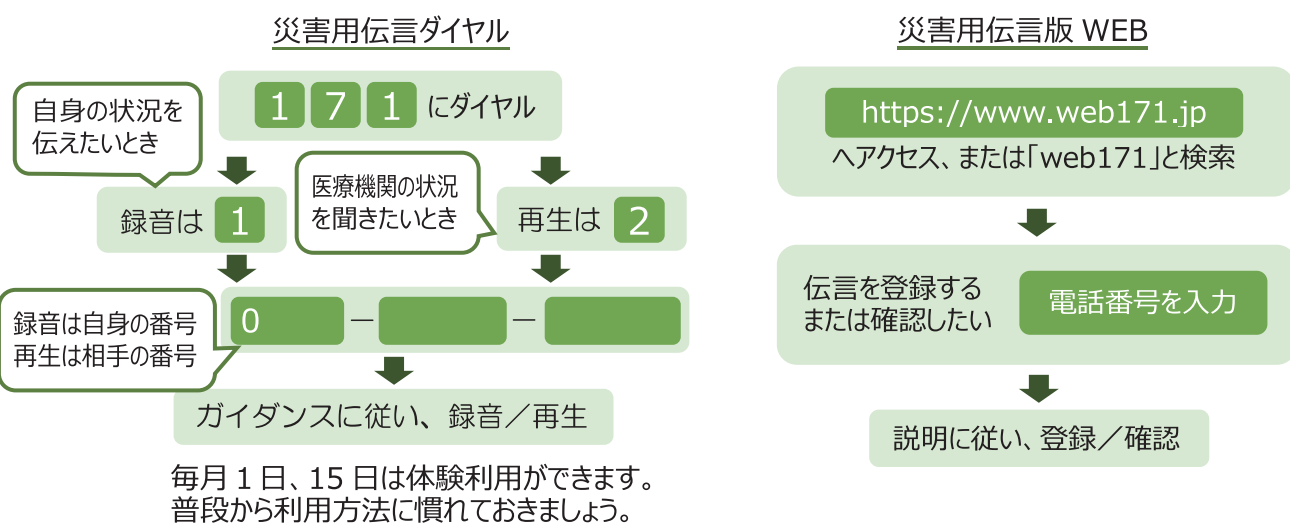 災害用伝言ダイヤル
171にダイヤル
自身の状況を
伝えたいとき
録音は 1
医療機関の状況
を聞きたいとき
再生は 2
録音は自身の番号
再生は相手の番号
0 － －
ガイダンスに従い、録音／再生
毎月 1 日、15 日は体験利用ができます。
普段から利用方法に慣れておきましょう。
災害用伝言版 WEB
https://www.web171.jp
へアクセス、または「web171」と検索
伝言を登録する
または確認したい
電話番号を入力
説明に従い、登録／確認